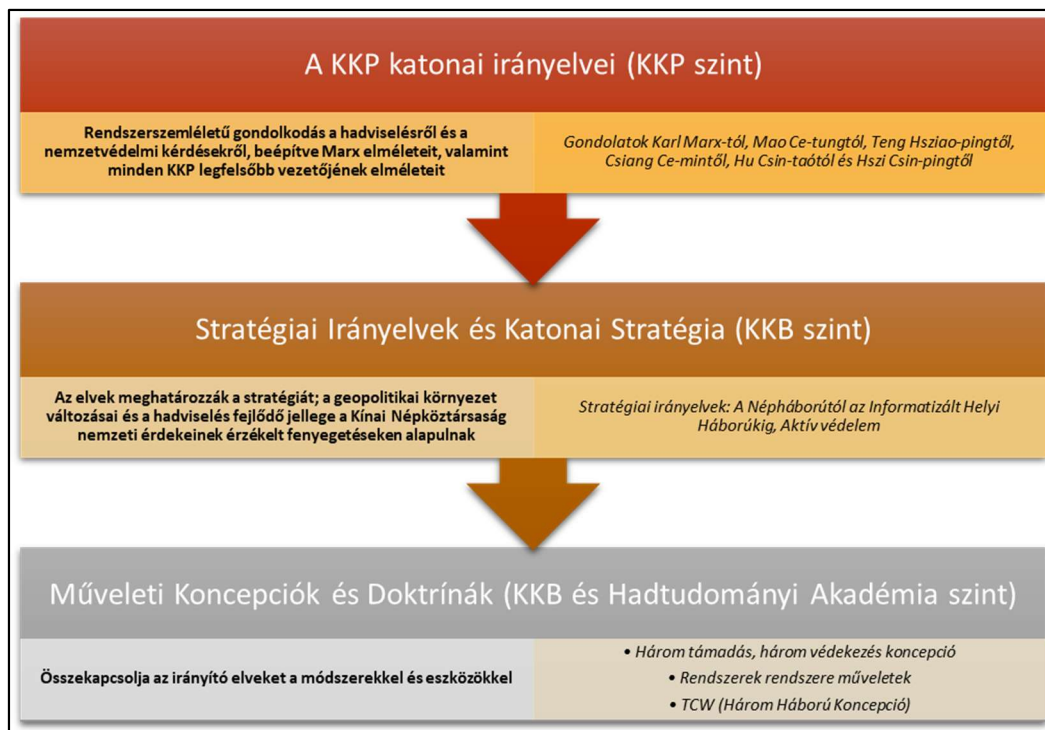 A KKP katonai irányelvei (KKP szint)
Rendszerszemléletű gondolkodás a hadviselésről és a
nemzetvédelmi kérdésekről, beépítve Marx elméleteit, valamint
minden KKP legfelsőbb vezetőjének elméleteit
Gondolatok Karl Marx-tól, Mao Ce-tungtól, Teng Hsziao-pingtől,
Csiang Ce-mintől, Hu Csin-taótól és Hszi Csin-pingtől
Stratégiai Irányelvek és Katonai Stratégia (KKB szint)
Az elvek meghatározzák a stratégiát; a geopolitikai környezet
változásai és a hadviselés fejlődő jellege a Kínai Népköztársaság
nemzeti érdekeinek érzékelt fenyegetéseken alapulnak
Stratégiai irányelvek: A Népháborútól az Informatizált Helyi
Háborúkig, Aktív védelem
Műveleti Koncepciók és Doktrínák (KKB és Hadtudományi Akadémia szint)
Összekapcsolja az irányító elveket a módszerekkel és eszközökkel
• Három támadás, három védekezés koncepció
• Rendszerek rendszere műveletek
• TCW (Három Háború Koncepció)